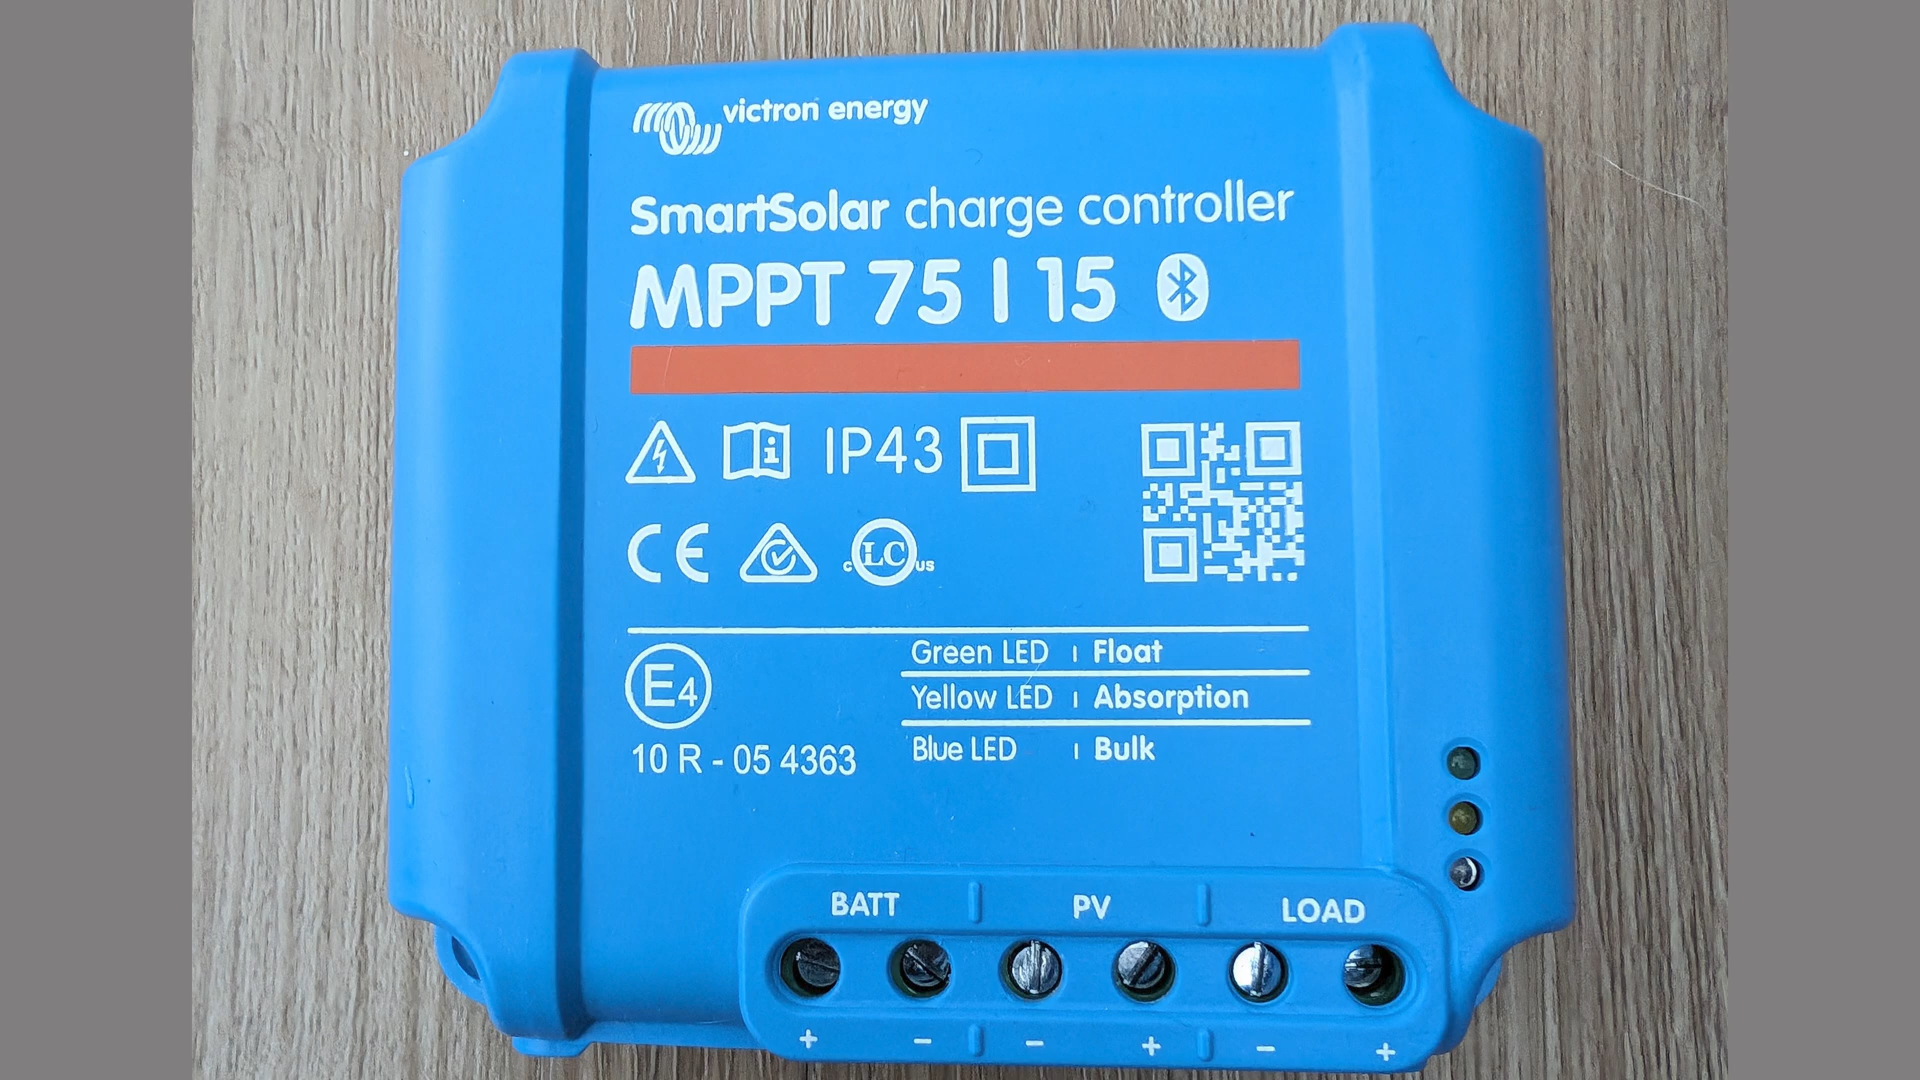 victron energy
SmartSolar charge controller
MPPT 75 | 15
IP43
CE
c LC us
E4
10 R - 05 4363
Green LED | Float
Yellow LED | Absorption
Blue LED | Bulk
BATT | PV | LOAD
+ - | - + | - +